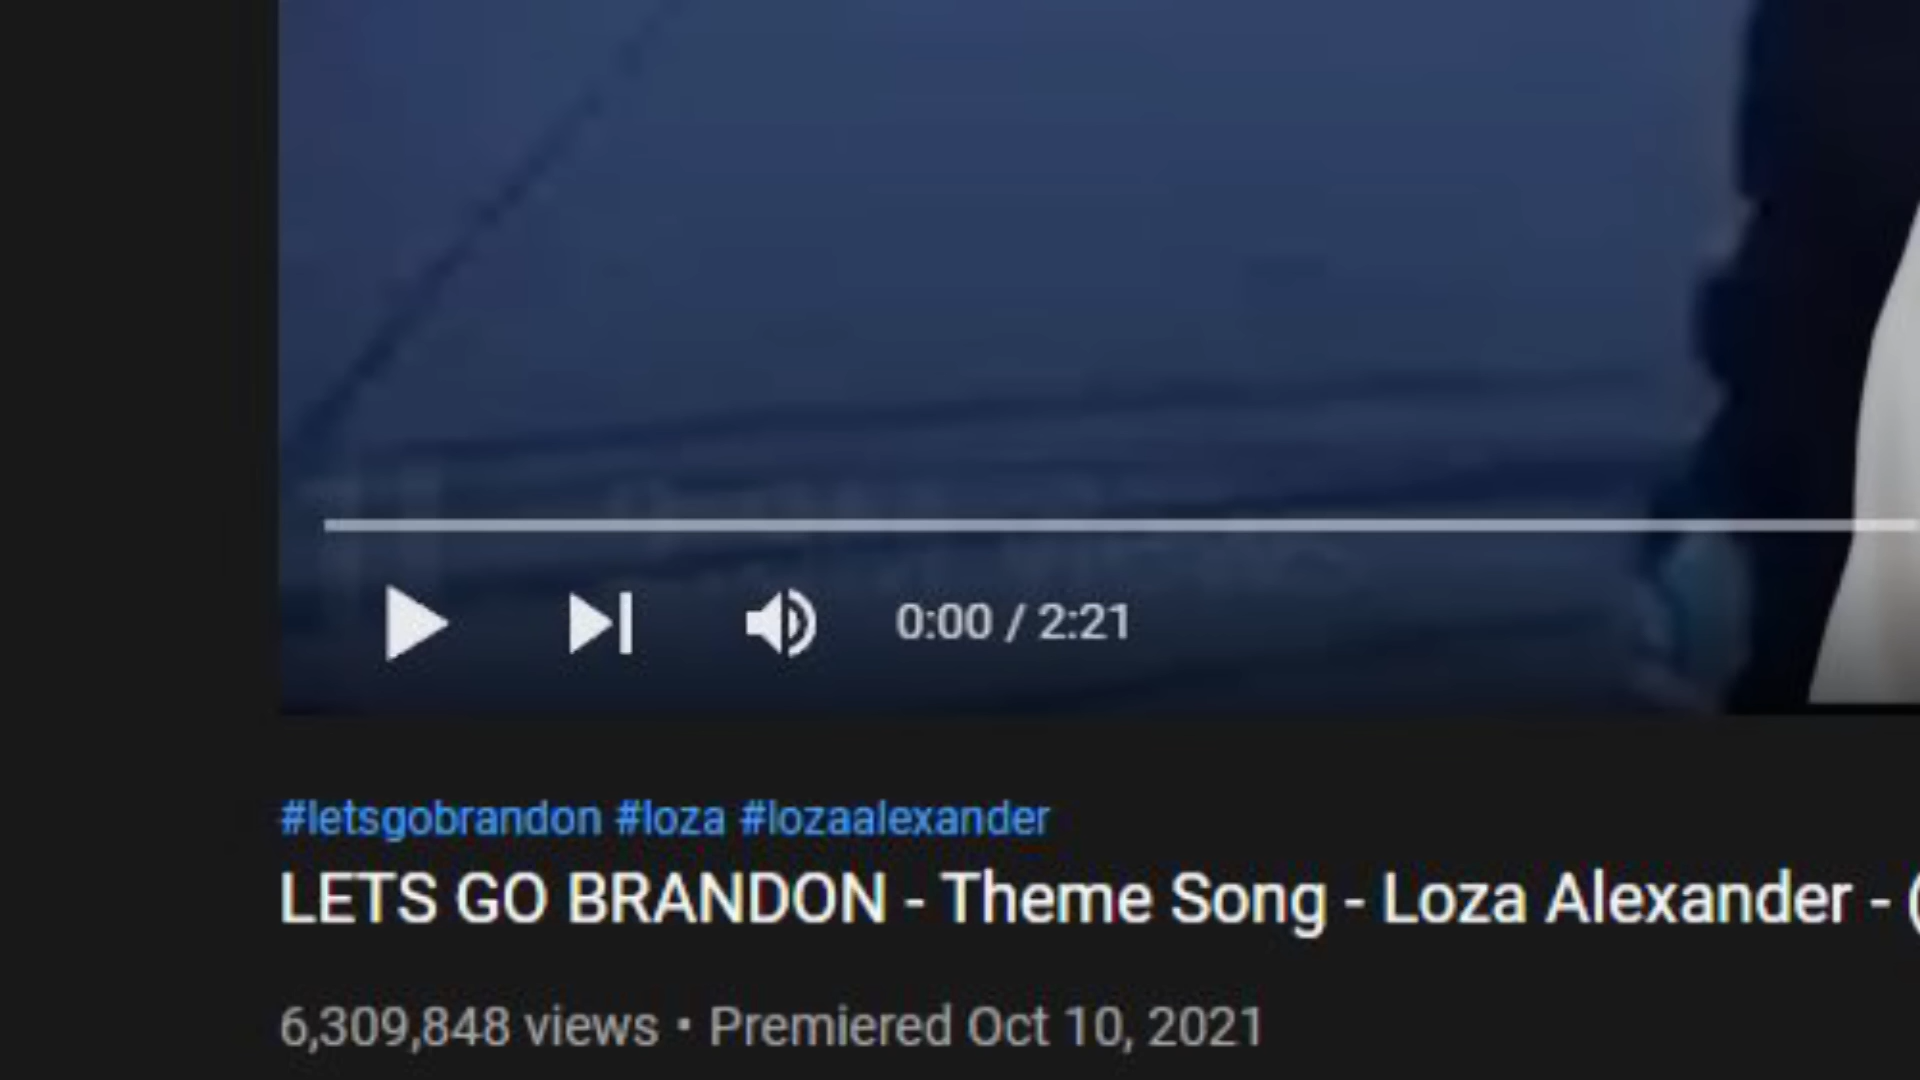 0:00 / 2:21
#letsgobrandon #loza #lozaalexander
LETS GO BRANDON - Theme Song - Loza Alexander - (
6,309,848 views • Premiered Oct 10, 2021